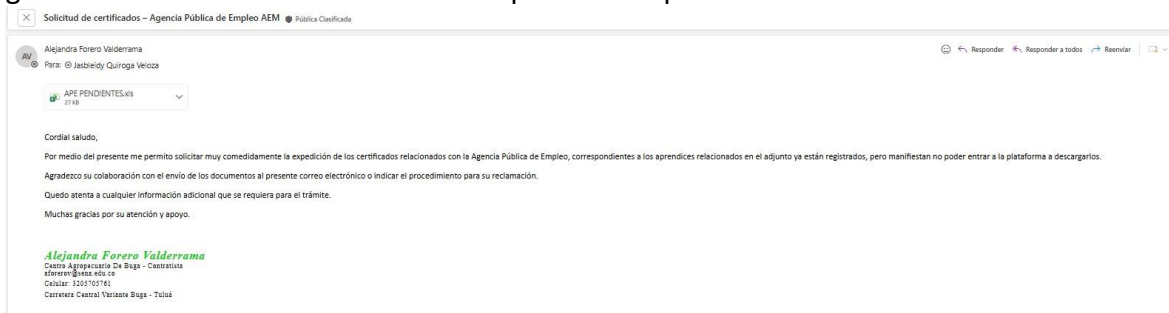 Solicitud de certificados – Agencia Pública de Empleo AEM Pública Clasificada
AV
Alejandra Forero Valderrama
Para: Jasbleidy Quiroga Veloza
Responder Responder a todos Reenviar
APE PENDIENTES.xls
27 KB
Cordial saludo,
Por medio del presente me permito solicitar muy comedidamente la expedición de los certificados relacionados con la Agencia Pública de Empleo, correspondientes a los aprendices relacionados en el adjunto ya están registrados, pero manifiestan no poder entrar a la plataforma a descargarlos.
Agradezco su colaboración con el envío de los documentos al presente correo electrónico o indicar el procedimiento para su reclamación.
Quedo atenta a cualquier información adicional que se requiera para el trámite.
Muchas gracias por su atención y apoyo.
Alejandra Forero Valderrama
Centro Agropecuario De Buga - Contratista
aforerov@sena.edu.co
Celular: 3205705761
Carretera Central Variante Buga - Tuluá